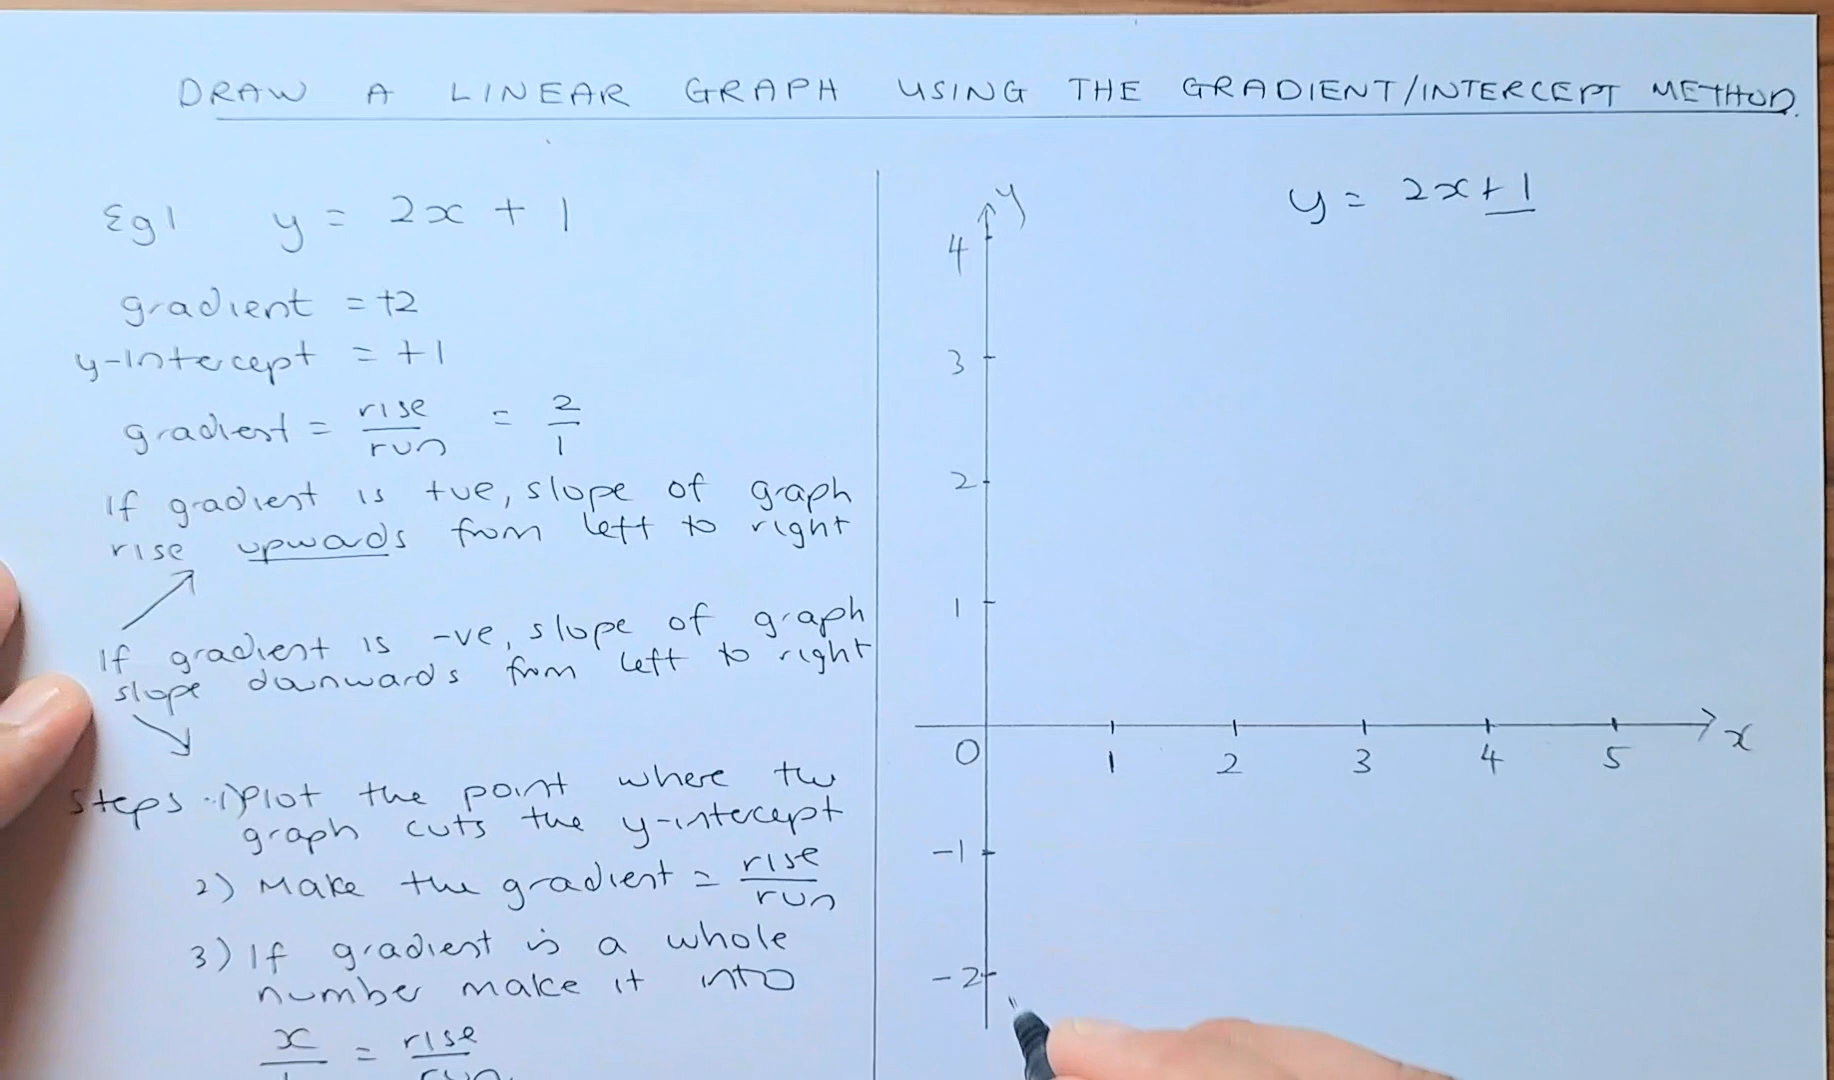 DRAW A LINEAR GRAPH USING THE GRADIENT/INTERCEPT METHOD.
Eg1 y = 2x + 1
gradient = +2
y-intercept = +1
gradient = rise/run = 2/1
If gradient is +ve, slope of graph
rise upwards from left to right
If gradient is -ve, slope of graph
slope downwards from left to right
steps :1) Plot the point where the
graph cuts the y-intercept
2) Make the gradient = rise/run
3) If gradient is a whole
number make it into
x/1 = rise/run
y = 2x + 1
y
4
3
2
1
0 1 2 3 4 5 x
-1
-2